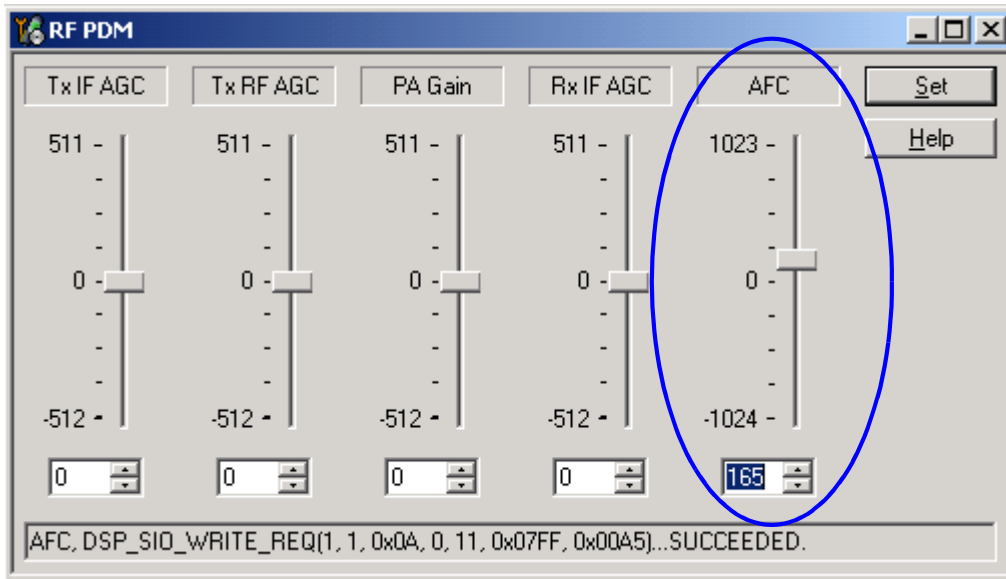 RF PDM
Tx IF AGC Tx RF AGC PA Gain Rx IF AGC AFC Set
Help
511 - 511 - 511 - 511 - 1023 -
0 - 0 - 0 - 0 - 0 -
-512 - -512 - -512 - -512 - -1024 -
0 0 0 0 165
AFC, DSP_SIO_WRITE_REQ(1, 1, 0x0A, 0, 11, 0x07FF, 0x00A5)...SUCCEEDED.